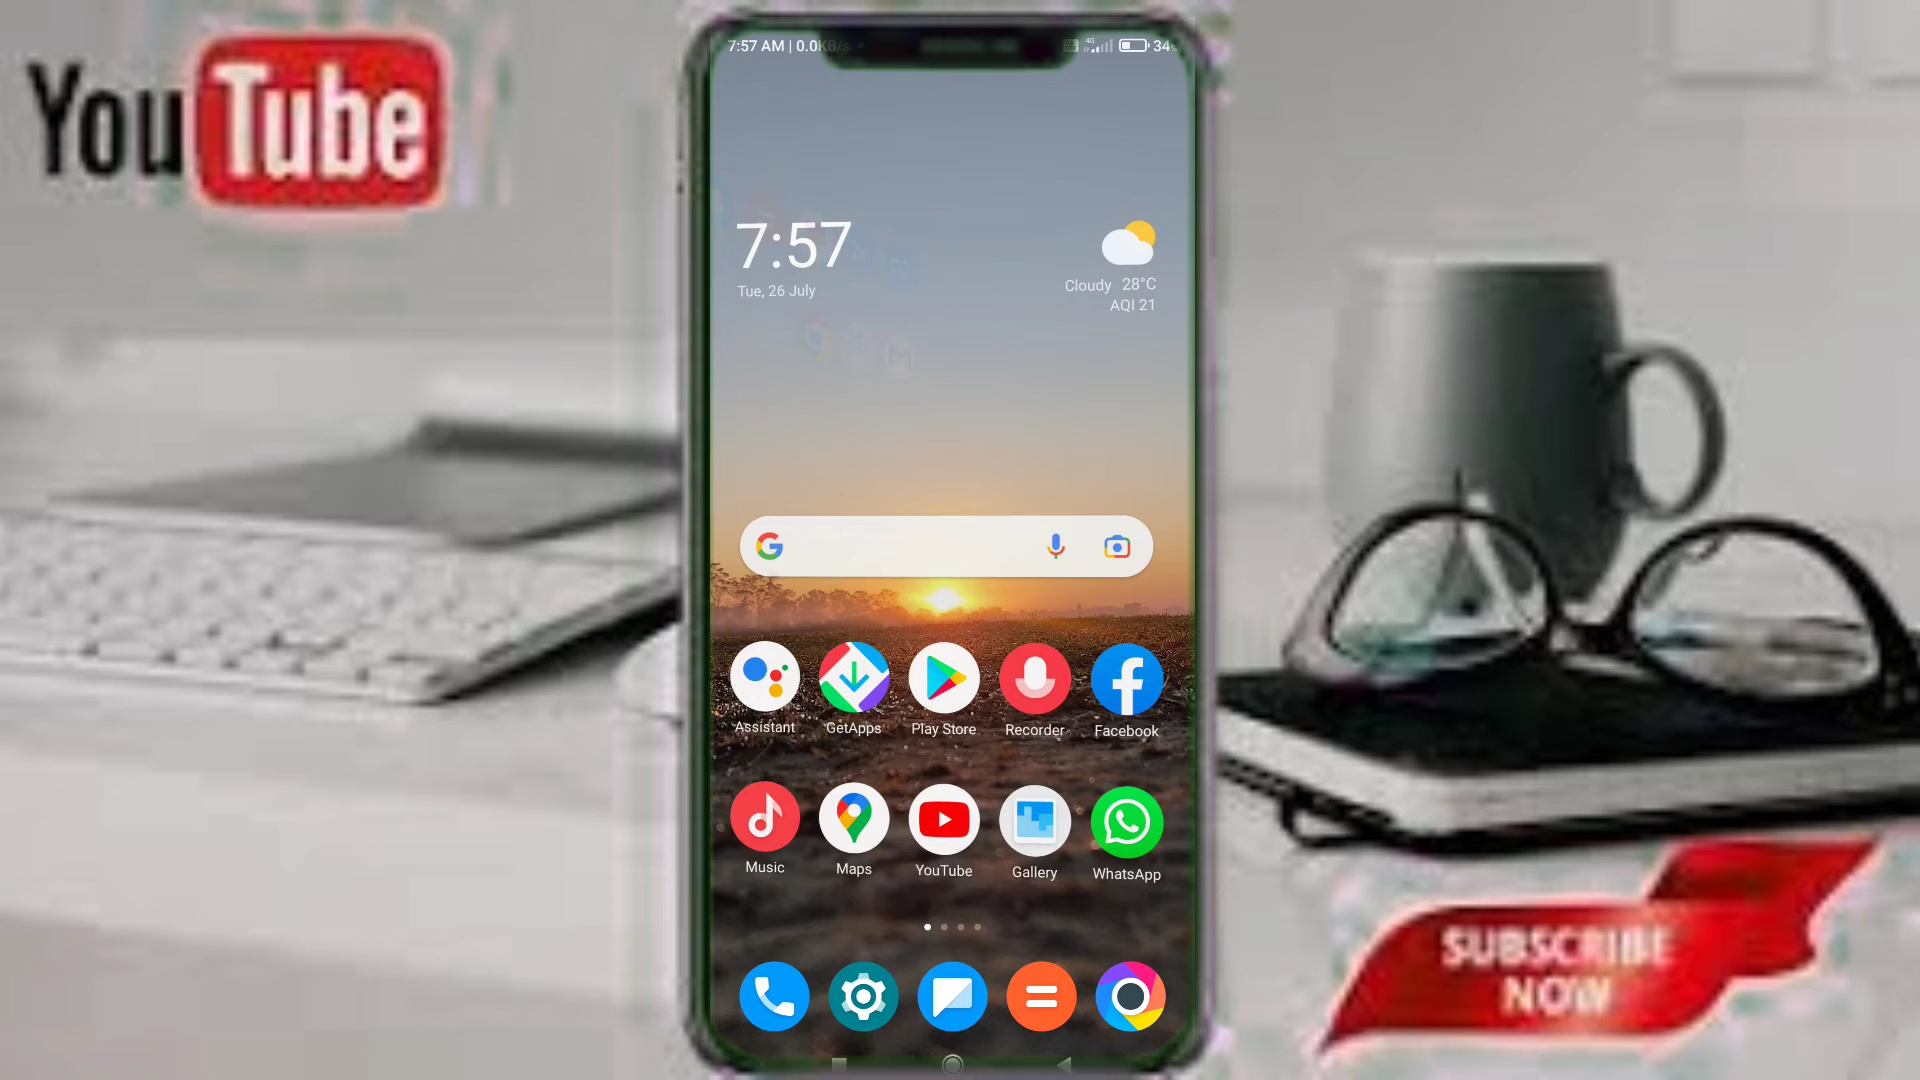 YouTube
7:57 AM | 0.0KB/s
4G
34%
7:57
Tue, 26 July
Cloudy 28°C
AQI 21
Assistant
GetApps
Play Store
Recorder
Facebook
Music
Maps
YouTube
Gallery
WhatsApp
SUBSCRIBE
NOW